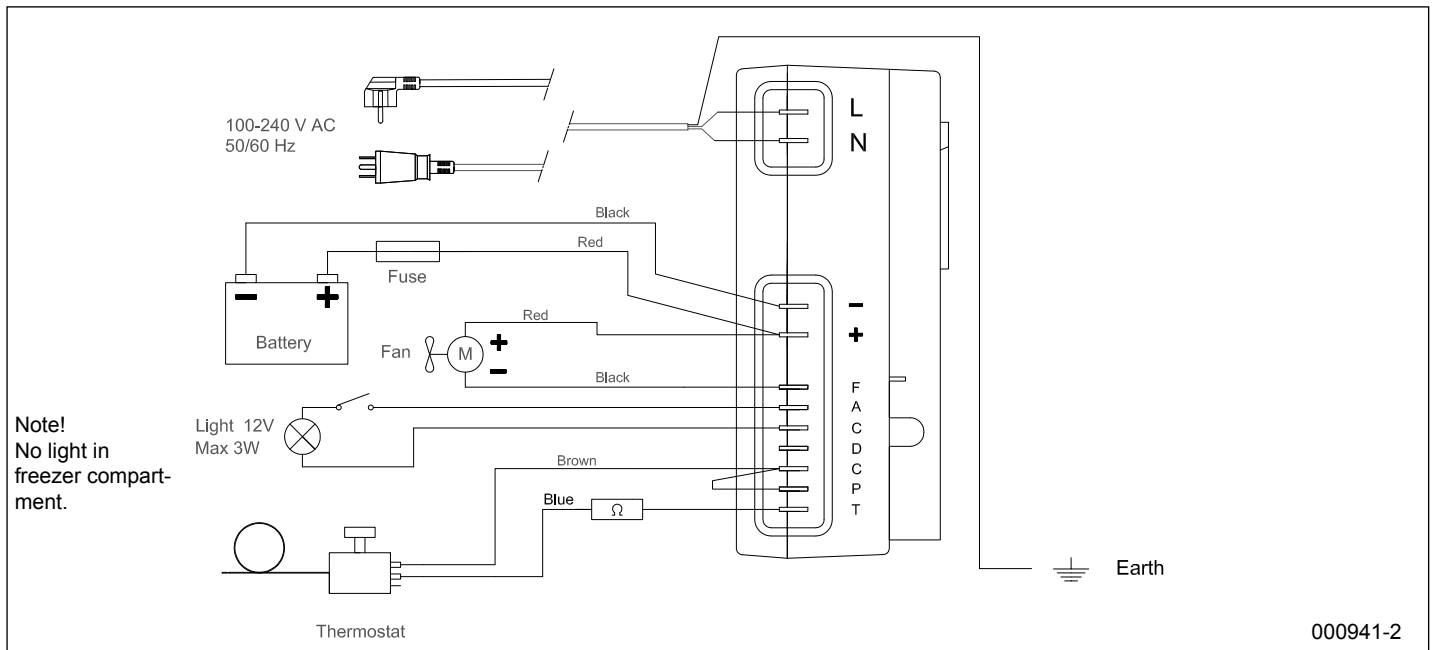 100-240 V AC
50/60 Hz
L
N
Black
Red
Fuse
Battery
−
+
−
+
Red
Fan
M
+
−
Black
F
A
C
D
C
P
T
Light 12V
Max 3W
Note!
No light in
freezer compart-
ment.
Brown
Blue
Ω
Thermostat
Earth
000941-2